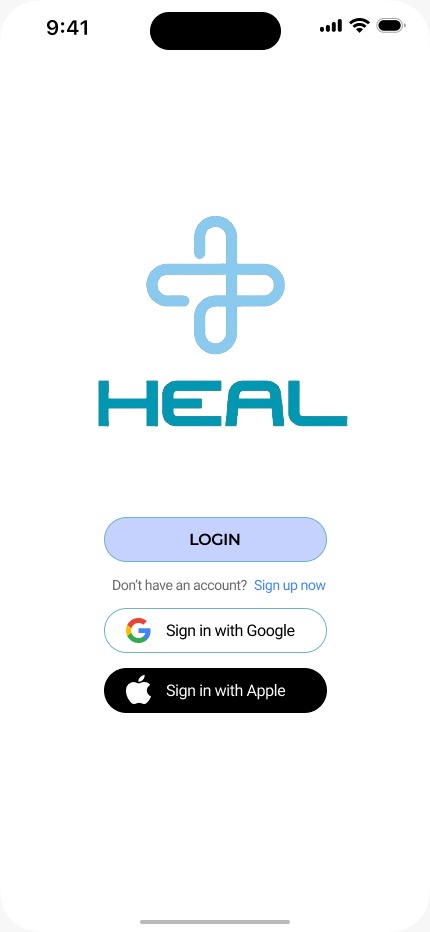 9:41
HEAL
LOGIN
Don't have an account? Sign up now
Sign in with Google
Sign in with Apple